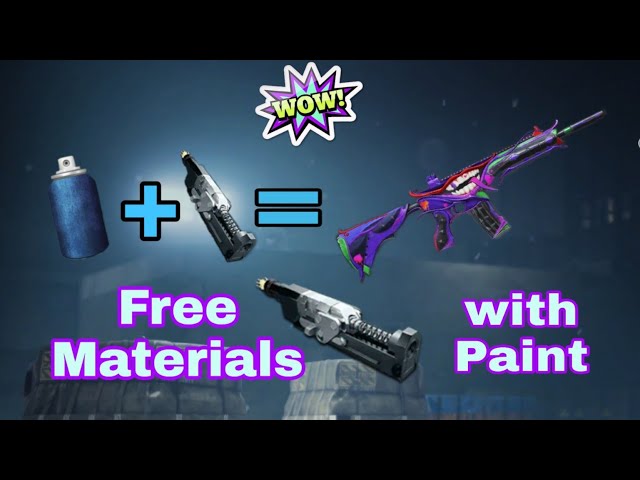 WOW!
+ =
Free
Materials
with
Paint